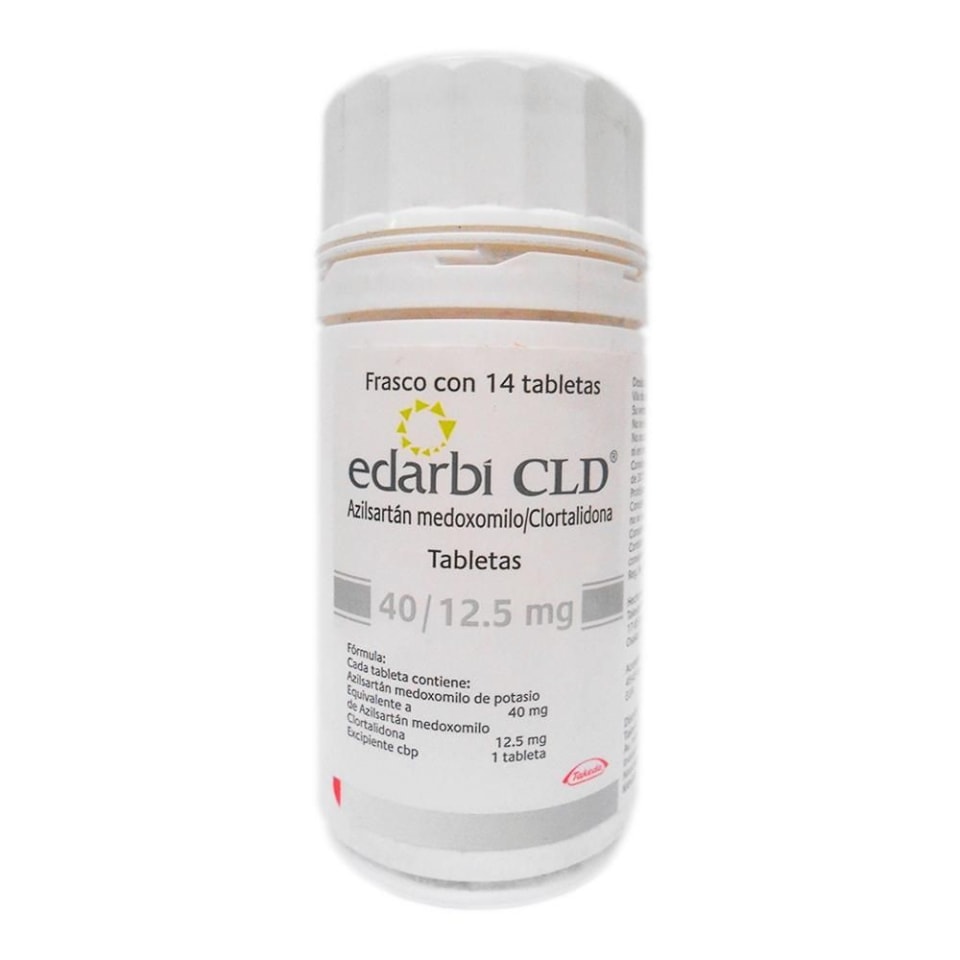 Frasco con 14 tabletas
edarbi CLD®
Azilsartán medoxomilo/Clortalidona
Tabletas
40/12.5 mg
Fórmula:
Cada tableta contiene:
Azilsartán medoxomilo de potasio
Equivalente a 40 mg
de Azilsartán medoxomilo
Clortalidona 12.5 mg
Excipiente cbp 1 tableta
Takeda